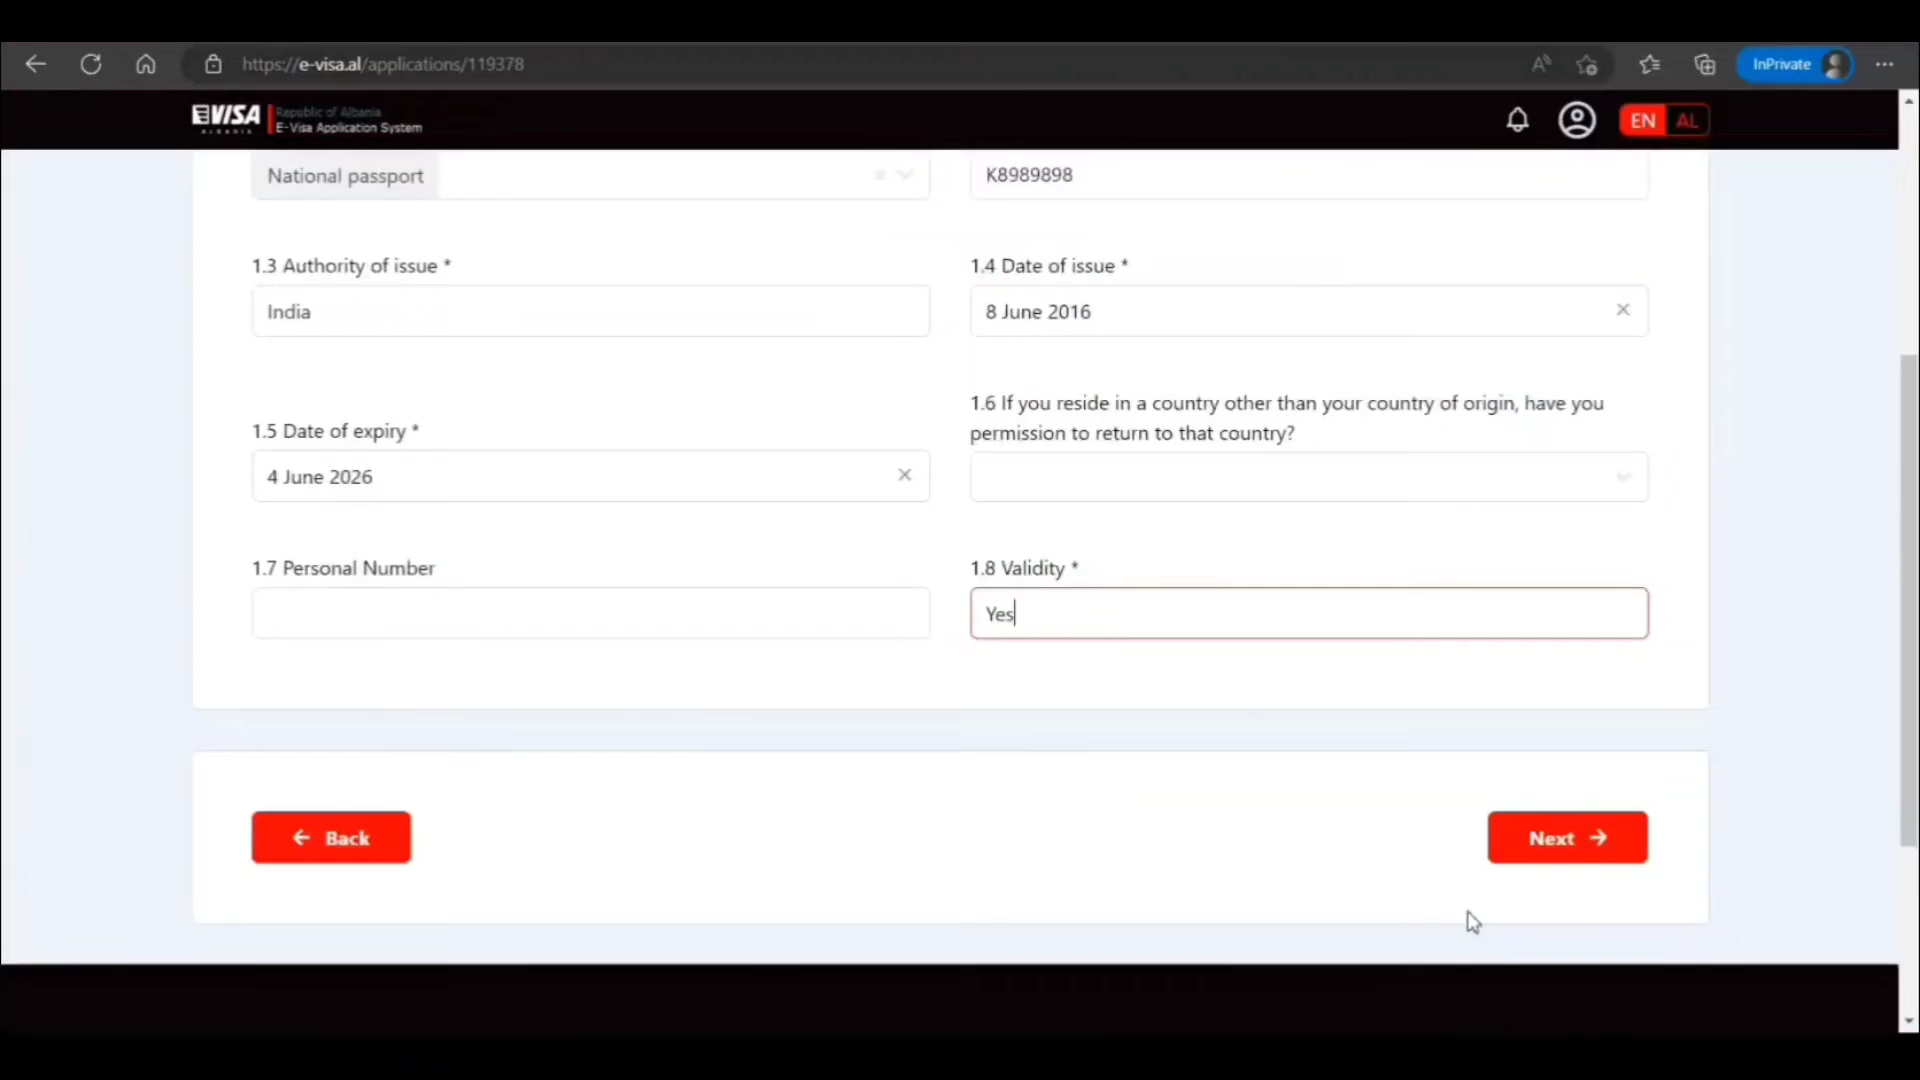 https://e-visa.al/applications/119378
InPrivate
EVISA
ALBANIA
Republic of Albania
E-Visa Application System
EN AL
National passport
K8989898
1.3 Authority of issue *
1.4 Date of issue *
India
8 June 2016
1.6 If you reside in a country other than your country of origin, have you
permission to return to that country?
1.5 Date of expiry *
4 June 2026
1.7 Personal Number
1.8 Validity *
Yes
Back
Next